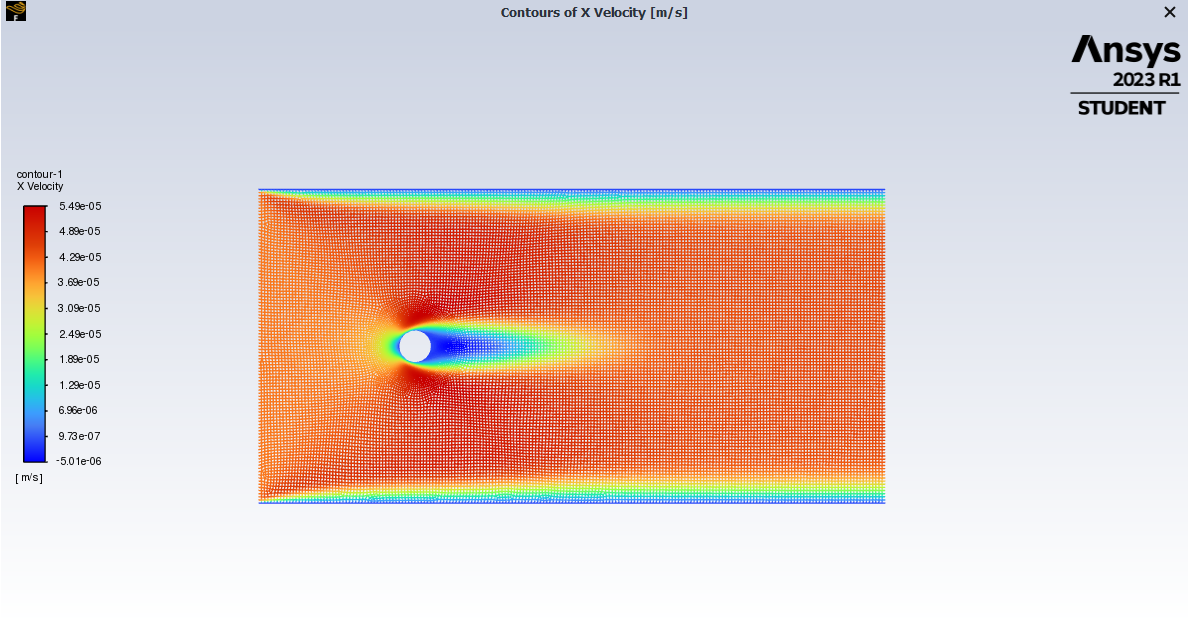 Contours of X Velocity [m/s]
F
Ansys
2023 R1
STUDENT
contour-1
X Velocity
5.49e-05
4.89e-05
4.29e-05
3.69e-05
3.09e-05
2.49e-05
1.89e-05
1.29e-05
6.96e-06
9.73e-07
-5.01e-06
[ m/s ]